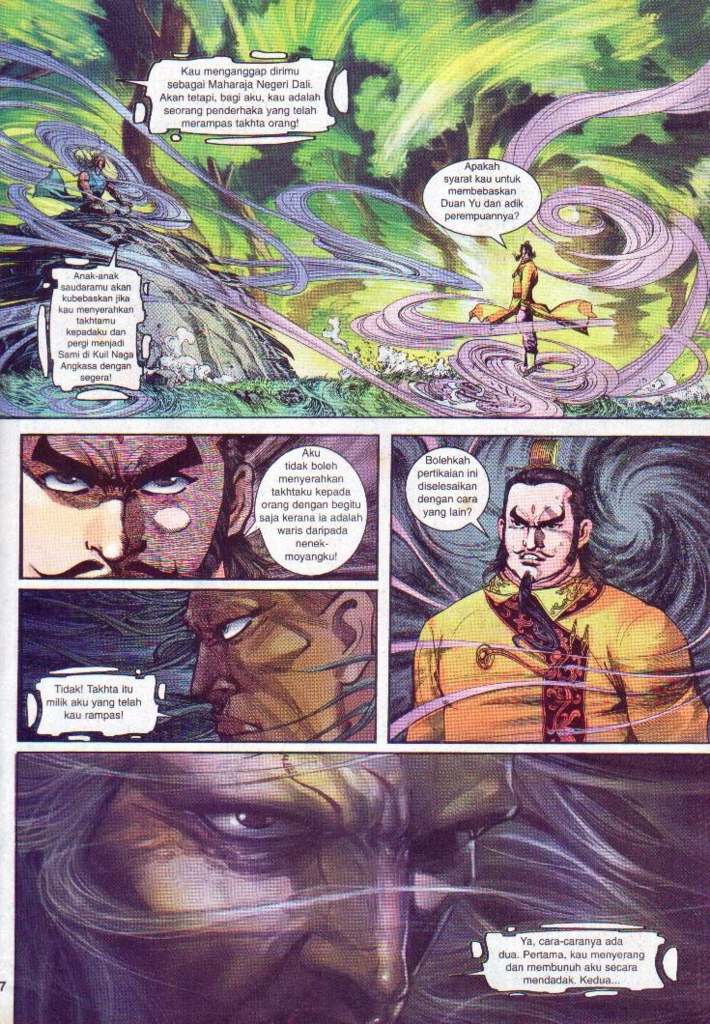 Kau menganggap dirimu
sebagai Maharaja Negeri Dali.
Akan tetapi, bagi aku, kau adalah
seorang penderhaka yang telah
merampas takhta orang!
Apakah
syarat kau untuk
membebaskan
Duan Yu dan adik
perempuannya?
Anak-anak
saudaramu akan
kubebaskan jika
kau menyerahkan
takhtamu
kepadaku dan
pergi menjadi
Sami di Kuil Naga
Angkasa dengan
segera!
Aku
tidak boleh
menyerahkan
takhtaku kepada
orang dengan begitu
saja kerana ia adalah
waris daripada
nenek-
moyangku!
Bolehkah
pertikaian ini
diselesaikan
dengan cara
yang lain?
Tidak! Takhta itu
milik aku yang telah
kau rampas!
Ya, cara-caranya ada
dua. Pertama, kau menyerang
dan membunuh aku secara
mendadak. Kedua...
7